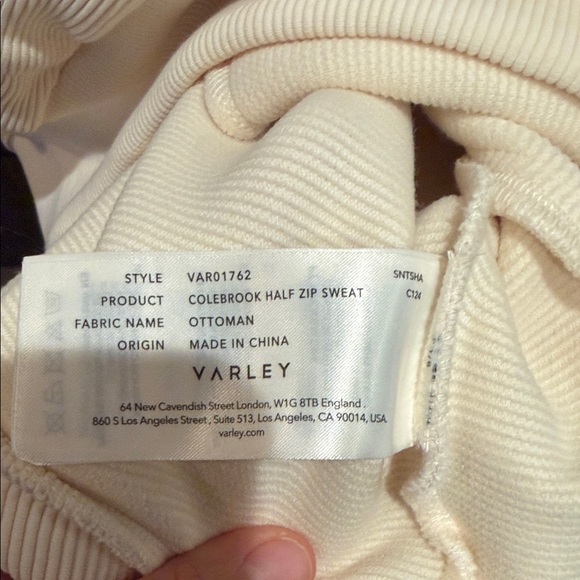 STYLE VAR01762 SNTSHA
PRODUCT COLEBROOK HALF ZIP SWEAT C124
FABRIC NAME OTTOMAN
ORIGIN MADE IN CHINA
VARLEY
64 New Cavendish Street London, W1G 8TB England .
860 S Los Angeles Street , Suite 513, Los Angeles, CA 90014, USA
varley.com